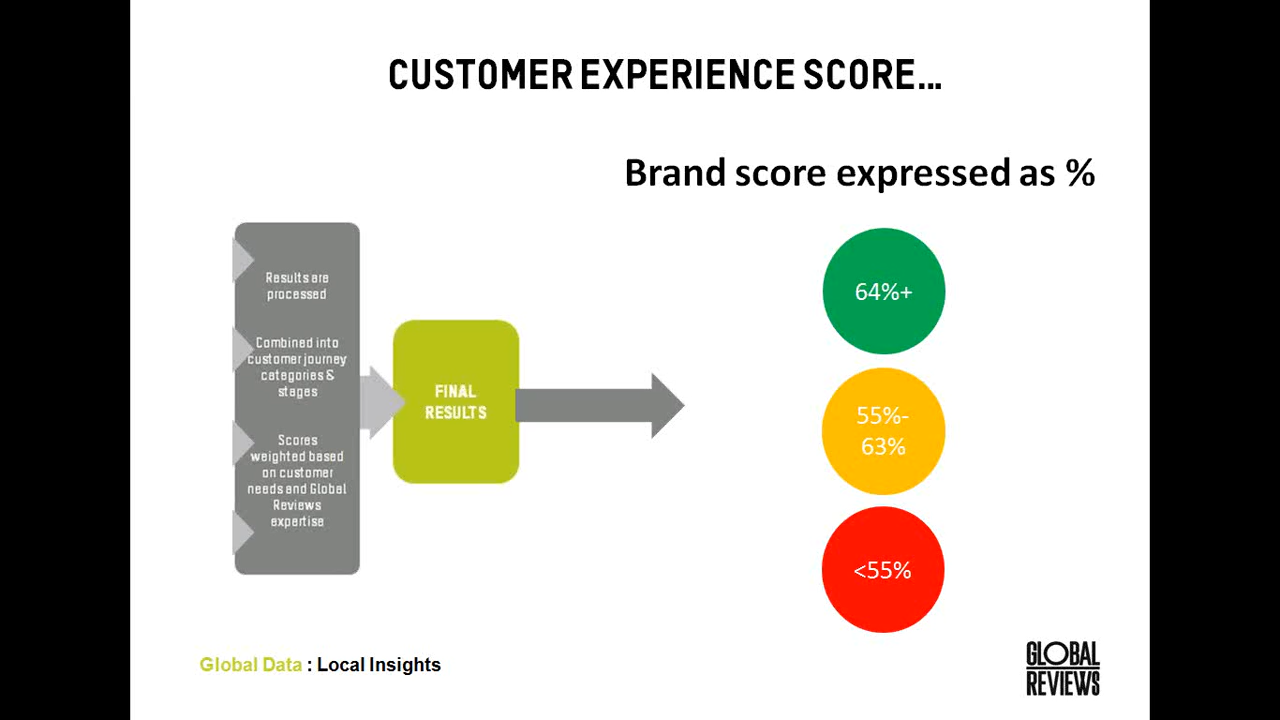 CUSTOMER EXPERIENCE SCORE...
Brand score expressed as %
Results are
processed
Combined into
customer journey
categories &
stages
Scores
weighted based
on customer
needs and Global
Reviews
expertise
FINAL
RESULTS
64%+
55%-
63%
<55%
Global Data : Local Insights
GLOBAL
REVIEWS